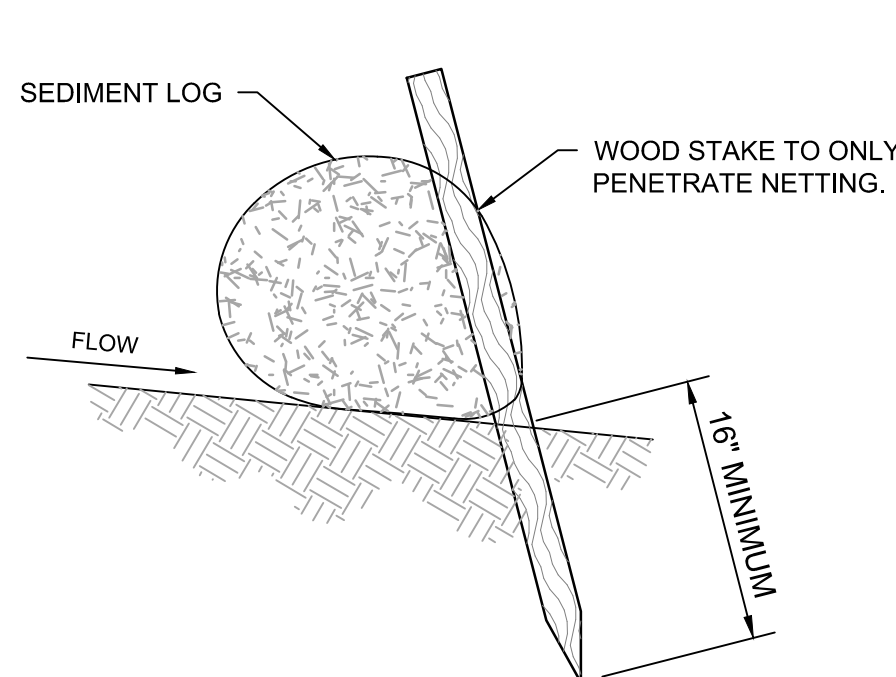 SEDIMENT LOG
WOOD STAKE TO ONLY
PENETRATE NETTING.
FLOW
16" MINIMUM